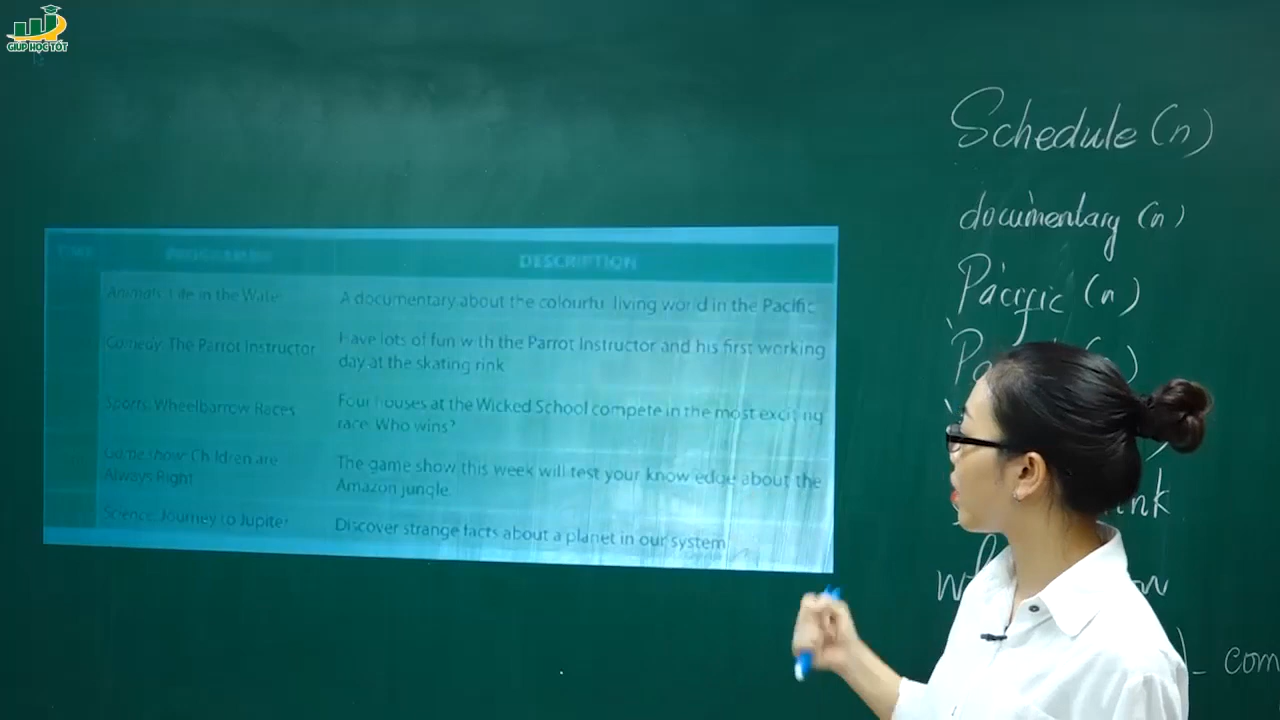 GIUP HỌC TỐT
Schedule (n)
documentary (n)
Pacific (n)
PROGRAMME
DESCRIPTION
Animals: Life in the Water
A documentary about the colourful living world in the Pacific
Comedy: The Parrot Instructor
Have lots of fun with the Parrot Instructor and his first working
day at the skating rink
Sports: Wheelbarrow Races
Four houses at the Wicked School compete in the most exciting
race. Who wins?
Game show: Children are
Always Right
The game show this week will test your knowledge about the
Amazon jungle.
Science: Journey to Jupiter
Discover strange facts about a planet in our system